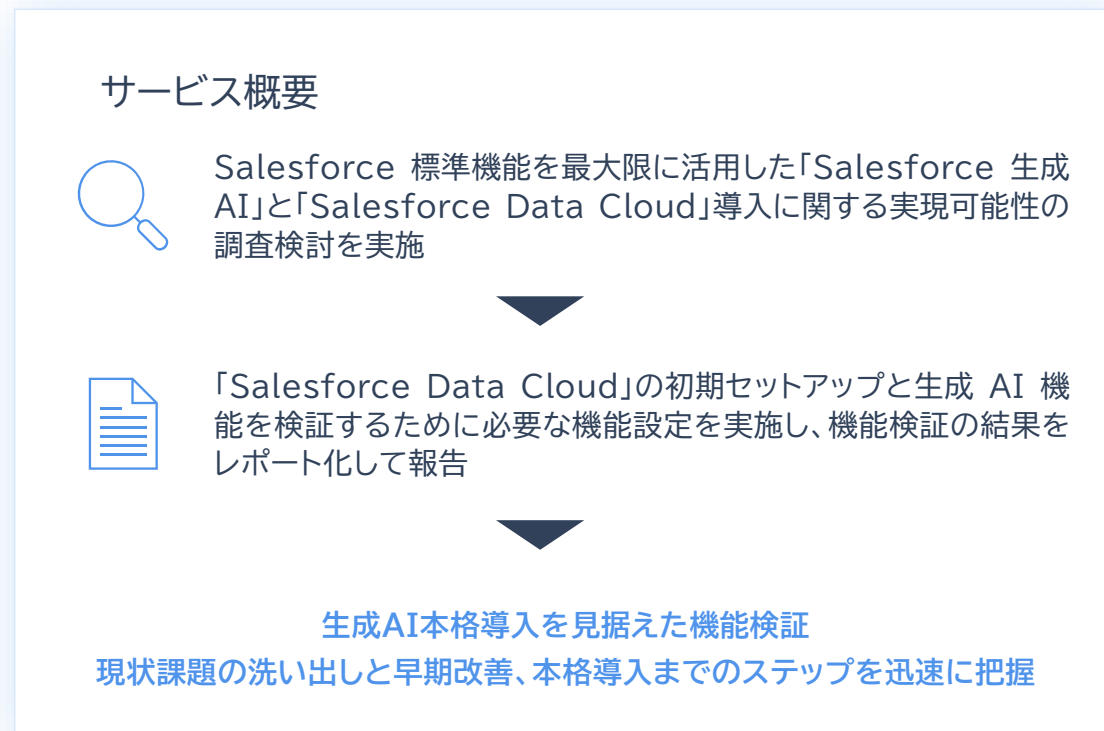 サービス概要
Salesforce 標準機能を最大限に活用した「Salesforce 生成
AI」と「Salesforce Data Cloud」導入に関する実現可能性の
調査検討を実施
「Salesforce Data Cloud」の初期セットアップと生成 AI 機
能を検証するために必要な機能設定を実施し、機能検証の結果を
レポート化して報告
生成AI本格導入を見据えた機能検証
現状課題の洗い出しと早期改善、本格導入までのステップを迅速に把握